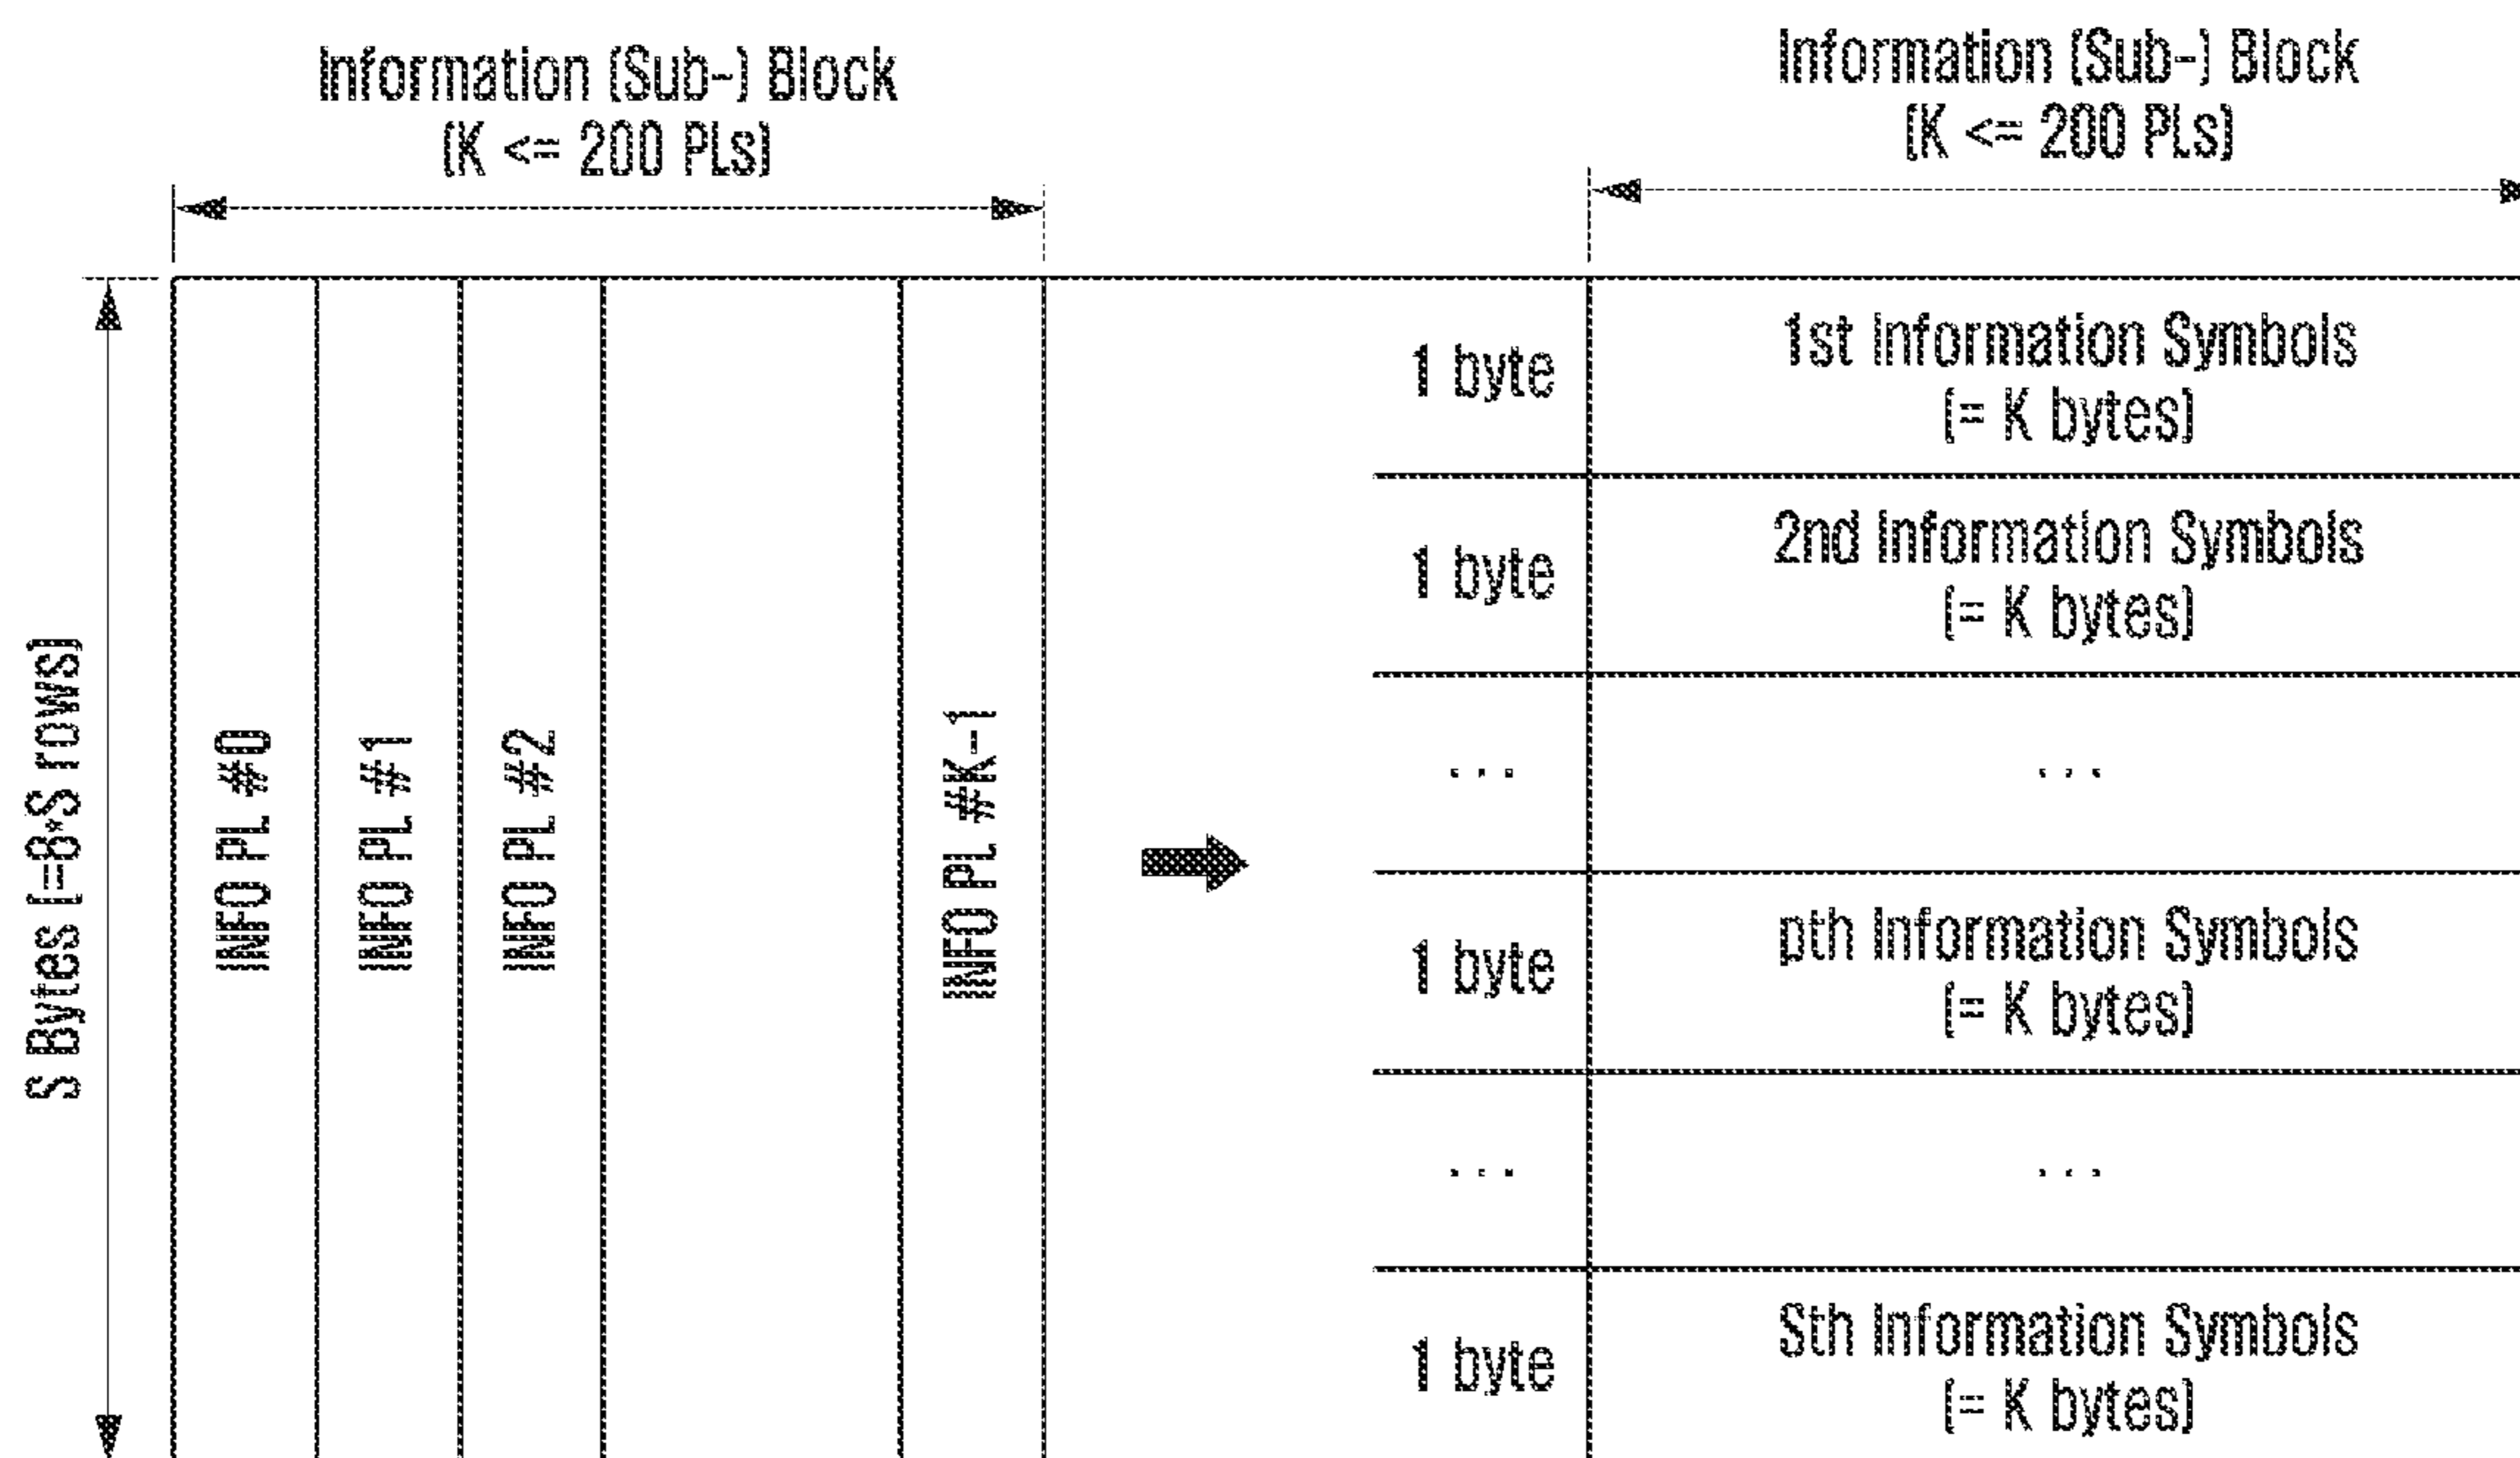 Information (Sub-) Block
(K <= 200 PLs)
S Bytes (=8*S rows)
INFO PL #0
INFO PL #1
INFO PL #2
INFO PL #K-1
Information (Sub-) Block
(K <= 200 PLs)
1 byte
1st Information Symbols
(= K bytes)
1 byte
2nd Information Symbols
(= K bytes)
... ...
1 byte
pth Information Symbols
(= K bytes)
... ...
1 byte
Sth Information Symbols
(= K bytes)